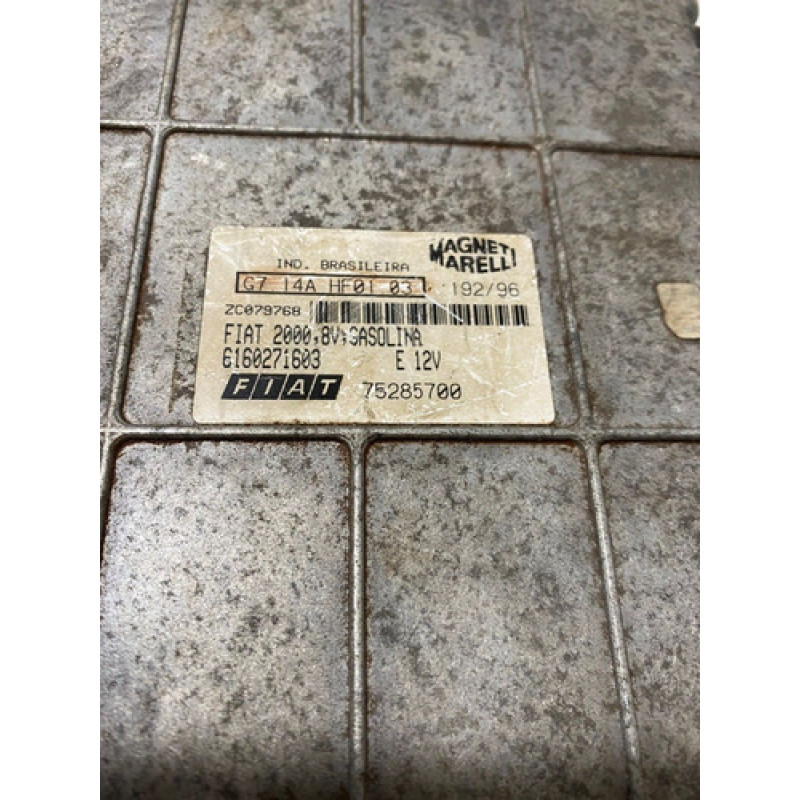 MAGNETI MARELLI
IND. BRASILEIRA
G7 14A HF01 03 192/96
ZC079768
FIAT 2000,8V,GASOLINA
6160271603 E 12V
FIAT 75285700